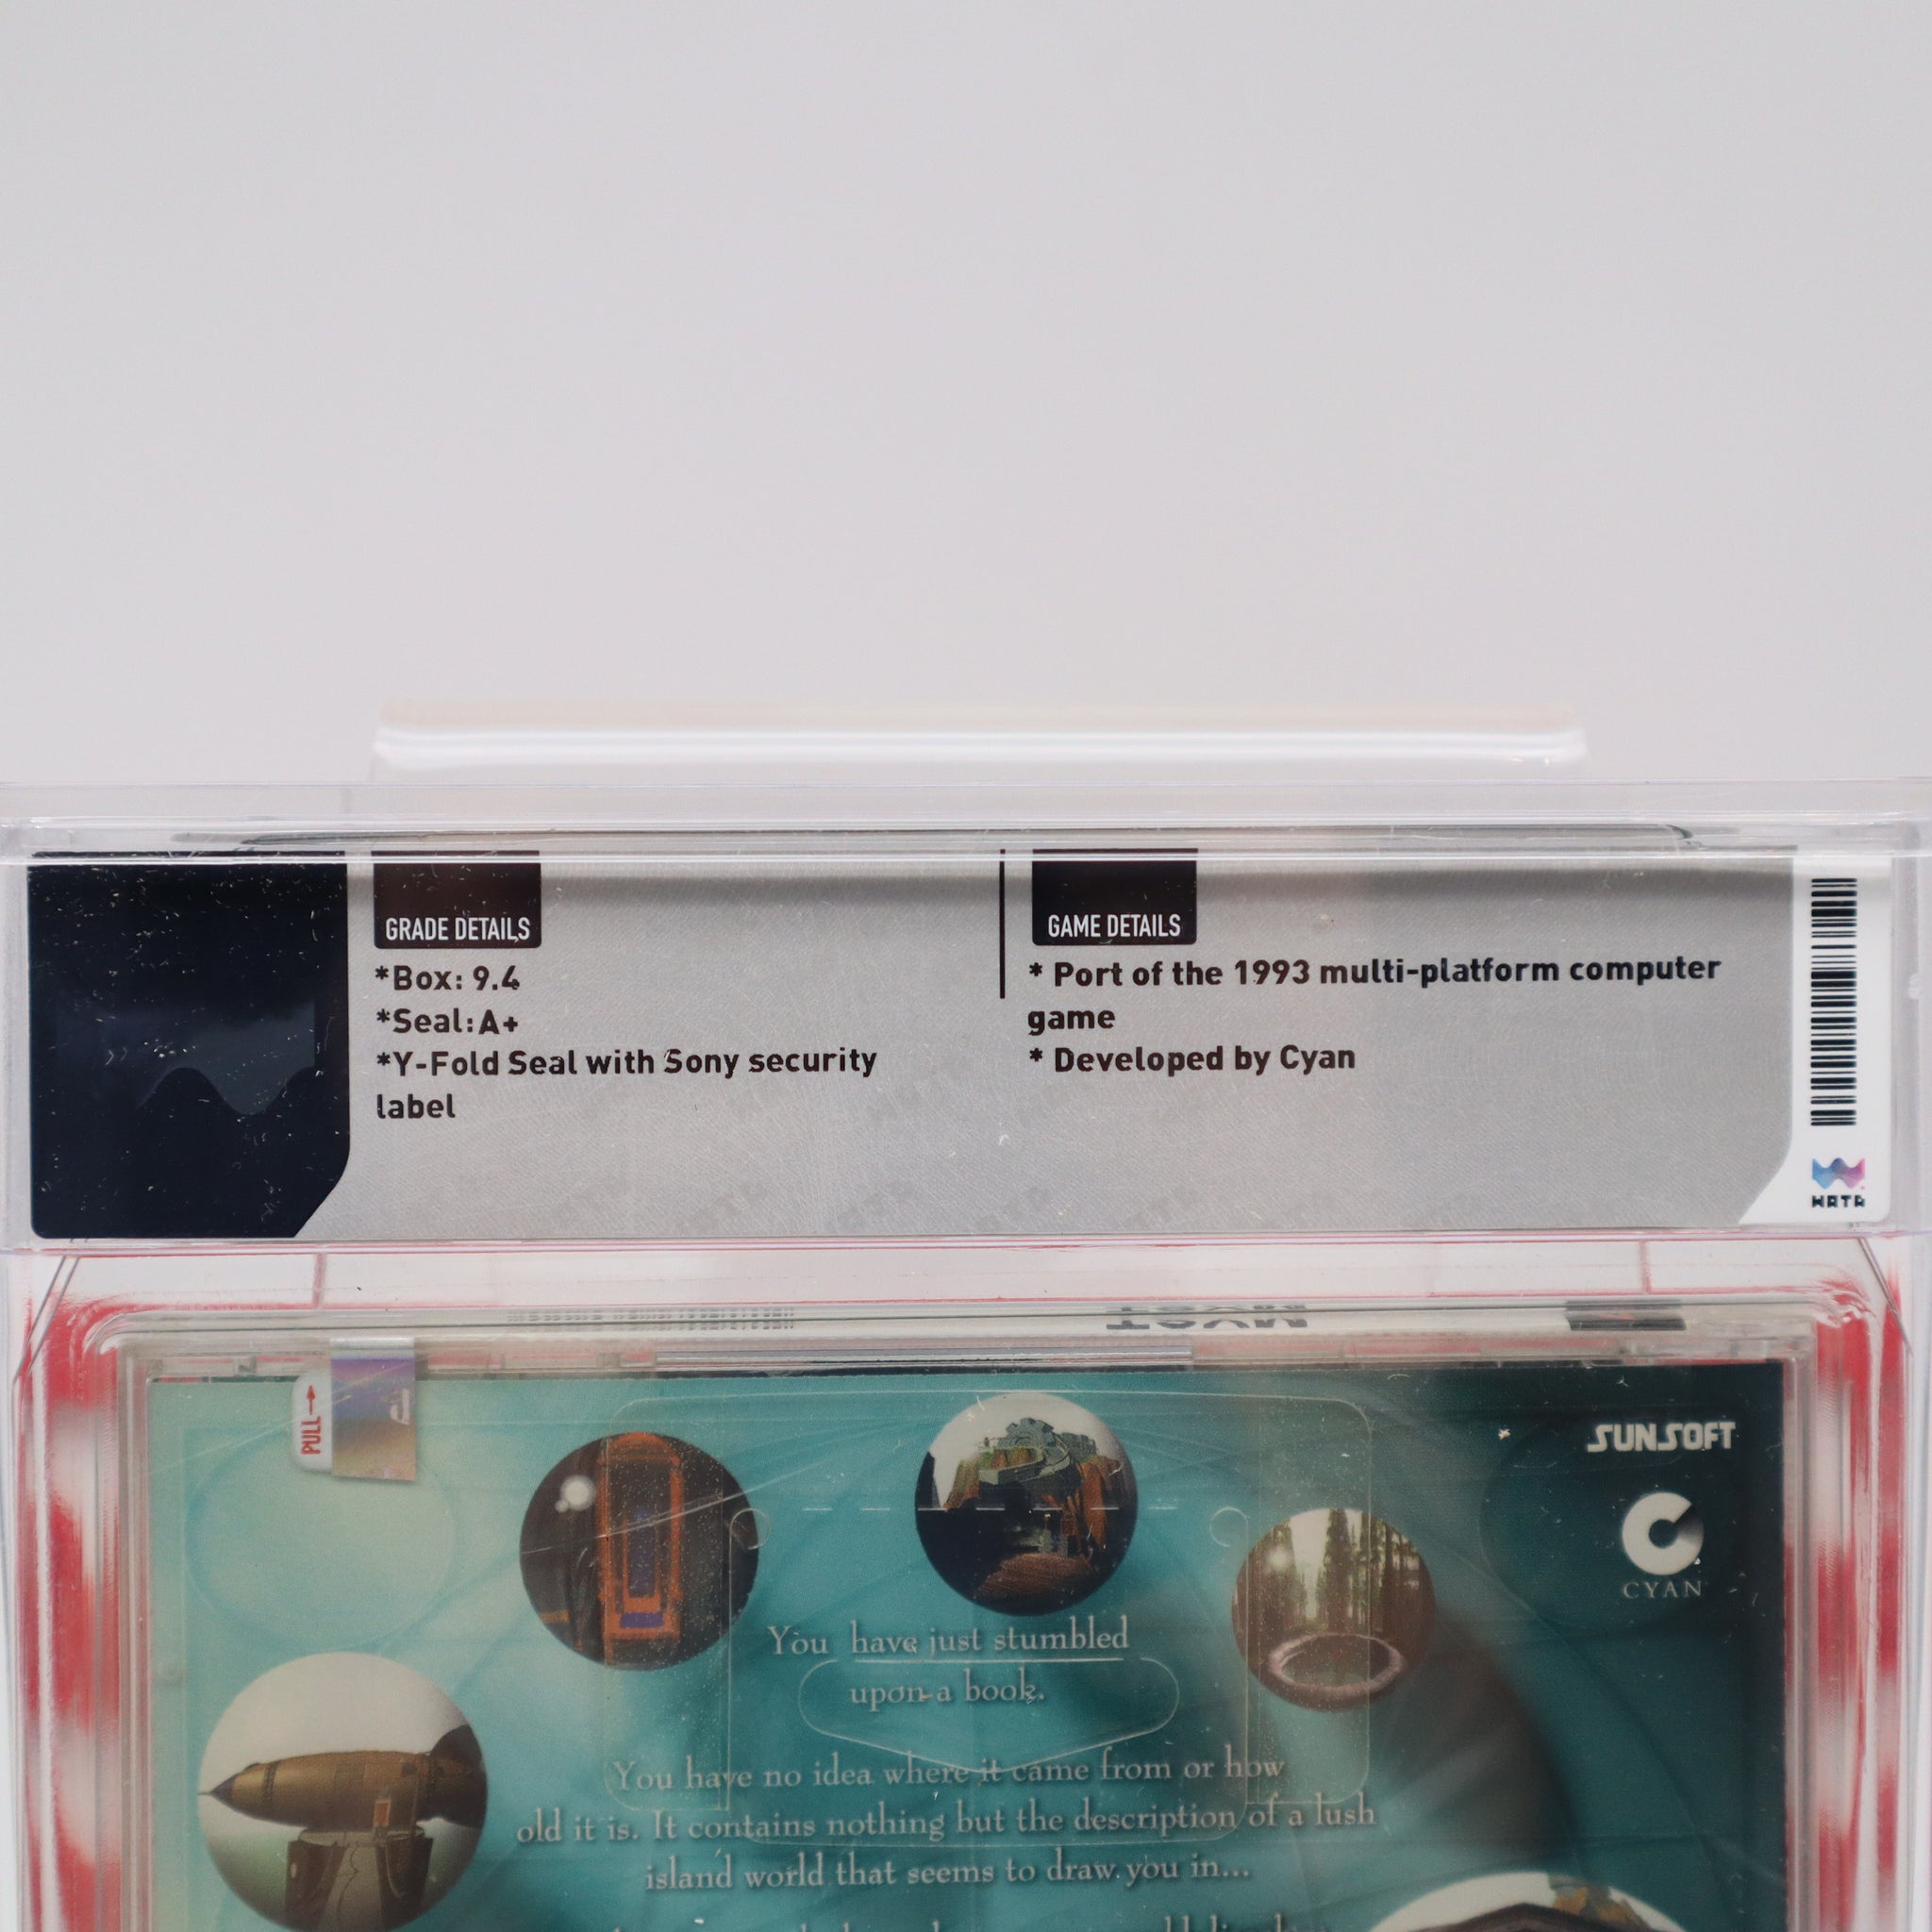 GRADE DETAILS
*Box: 9.4
*Seal:A+
*Y-Fold Seal with Sony security
label
GAME DETAILS
* Port of the 1993 multi-platform computer
game
* Developed by Cyan
WATA
MYST
PULL→
SUNSOFT
CYAN
You have just stumbled
upon a book.
You have no idea where it came from or how
old it is. It contains nothing but the description of a lush
island world that seems to draw you in...